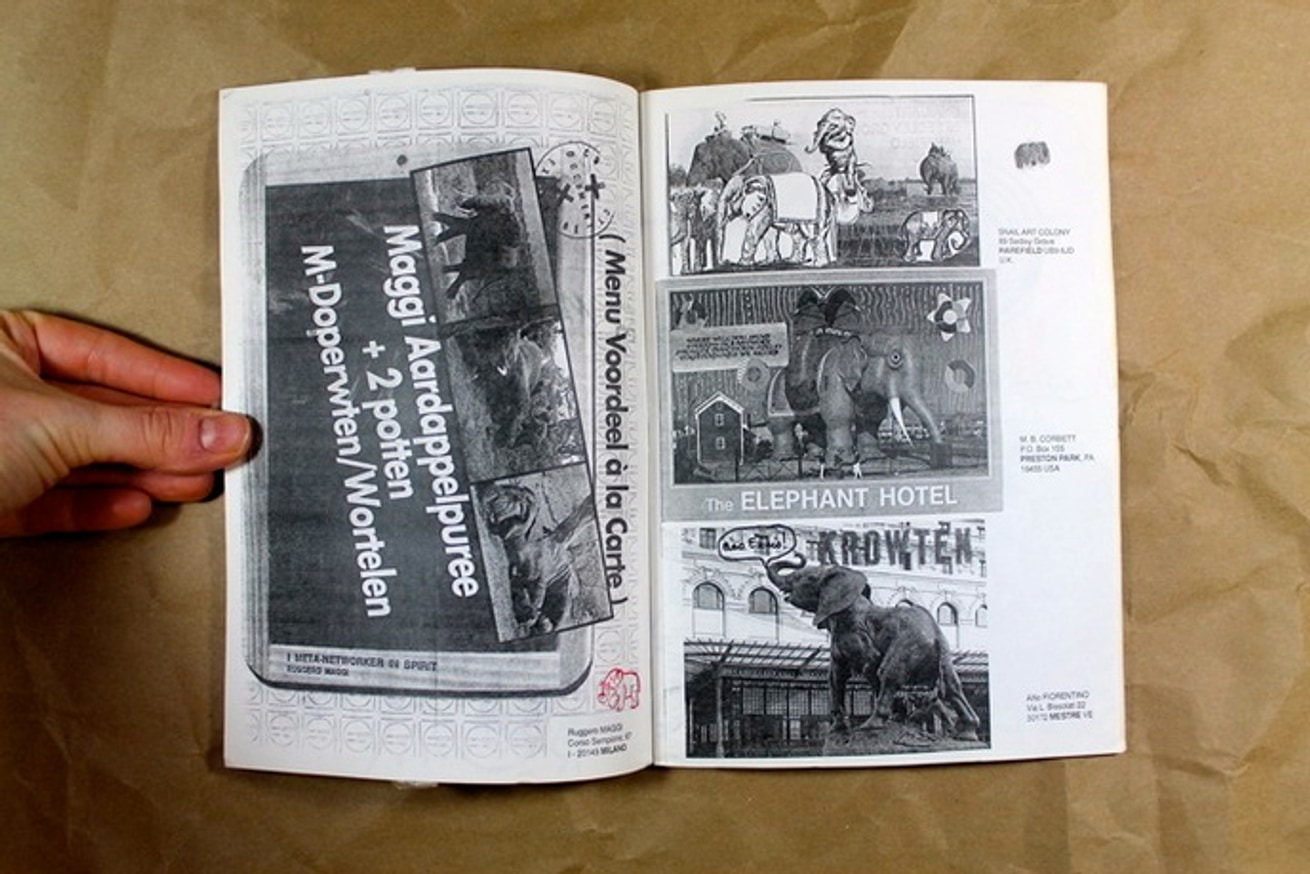 ( Menu Voordeel à la Carte )
Maggi Aardappelpuree
+ 2 potten
M-Doperwten/Wortelen
I META-NETWORKER IN SPIRIT
RUGGERO MAGGI
Ruggero MAGGI
Corso Sempione, 67
I - 20149 MILANO
SNAIL ART COLONY
U.K.
The ELEPHANT HOTEL
M. B. CORBETT
P.O. Box 155
PRESTON PARK, PA
18455 USA
KROWTEN
Alfio FIORENTINO
30172 MESTRE VE